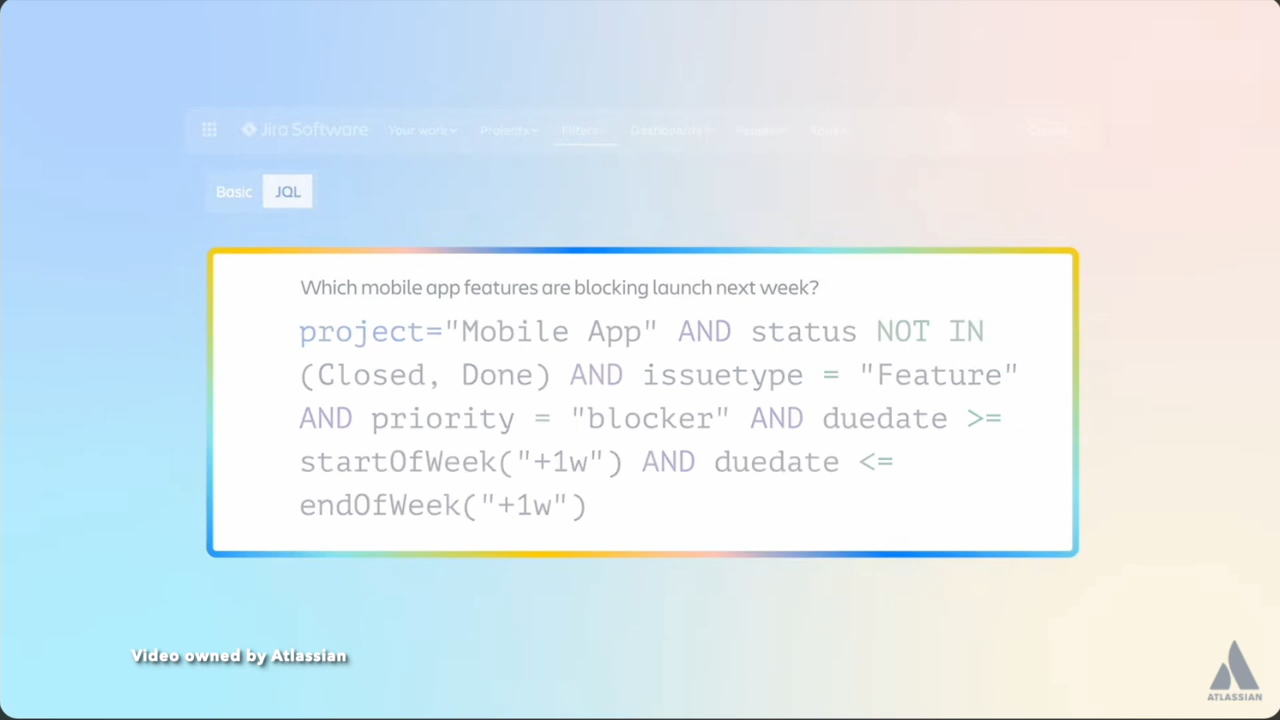 Jira Software Your work Projects Filters Dashboards Create
Basic JQL
Which mobile app features are blocking launch next week?
project="Mobile App" AND status NOT IN
(Closed, Done) AND issuetype = "Feature"
AND priority = "blocker" AND duedate >=
startOfWeek("+1w") AND duedate <=
endOfWeek("+1w")
Video owned by Atlassian
ATLASSIAN